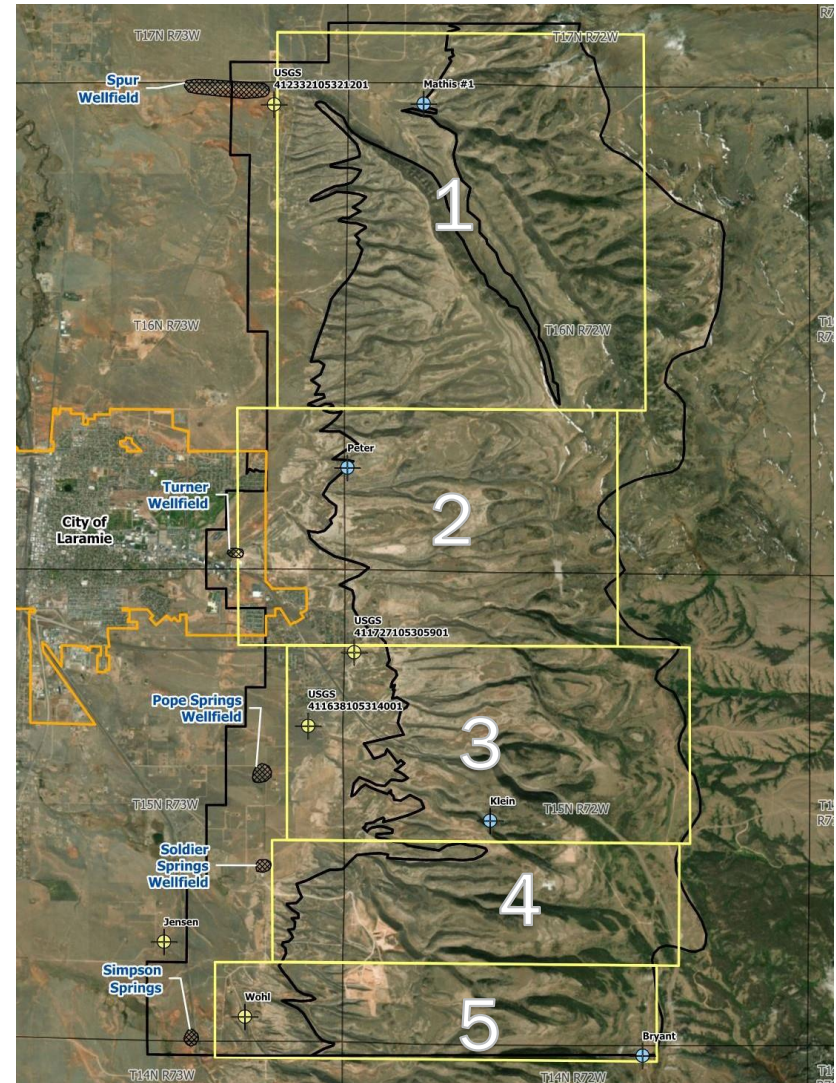 T17N R73W
T17N R72W
Spur
Wellfield
USGS
412332105321201
Mathis #1
1
T16N R73W
T16N R72W
Peter
Turner
Wellfield
2
City of
Laramie
USGS
411727105305901
USGS
411638105314001
Pope Springs
Wellfield
3
Klein
T15N R73W
T15N R72W
Soldier
Springs
Wellfield
4
Jensen
Simpson
Springs
Wohl
5
Bryant
T14N R73W
T14N R72W